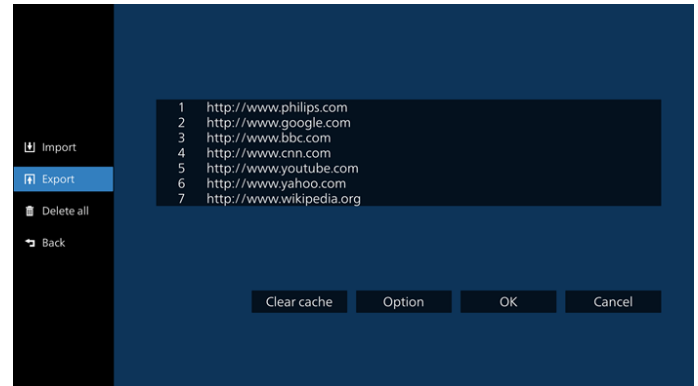 Import
Export
Delete all
Back
1 http://www.philips.com
2 http://www.google.com
3 http://www.bbc.com
4 http://www.cnn.com
5 http://www.youtube.com
6 http://www.yahoo.com
7 http://www.wikipedia.org
Clear cache Option OK Cancel